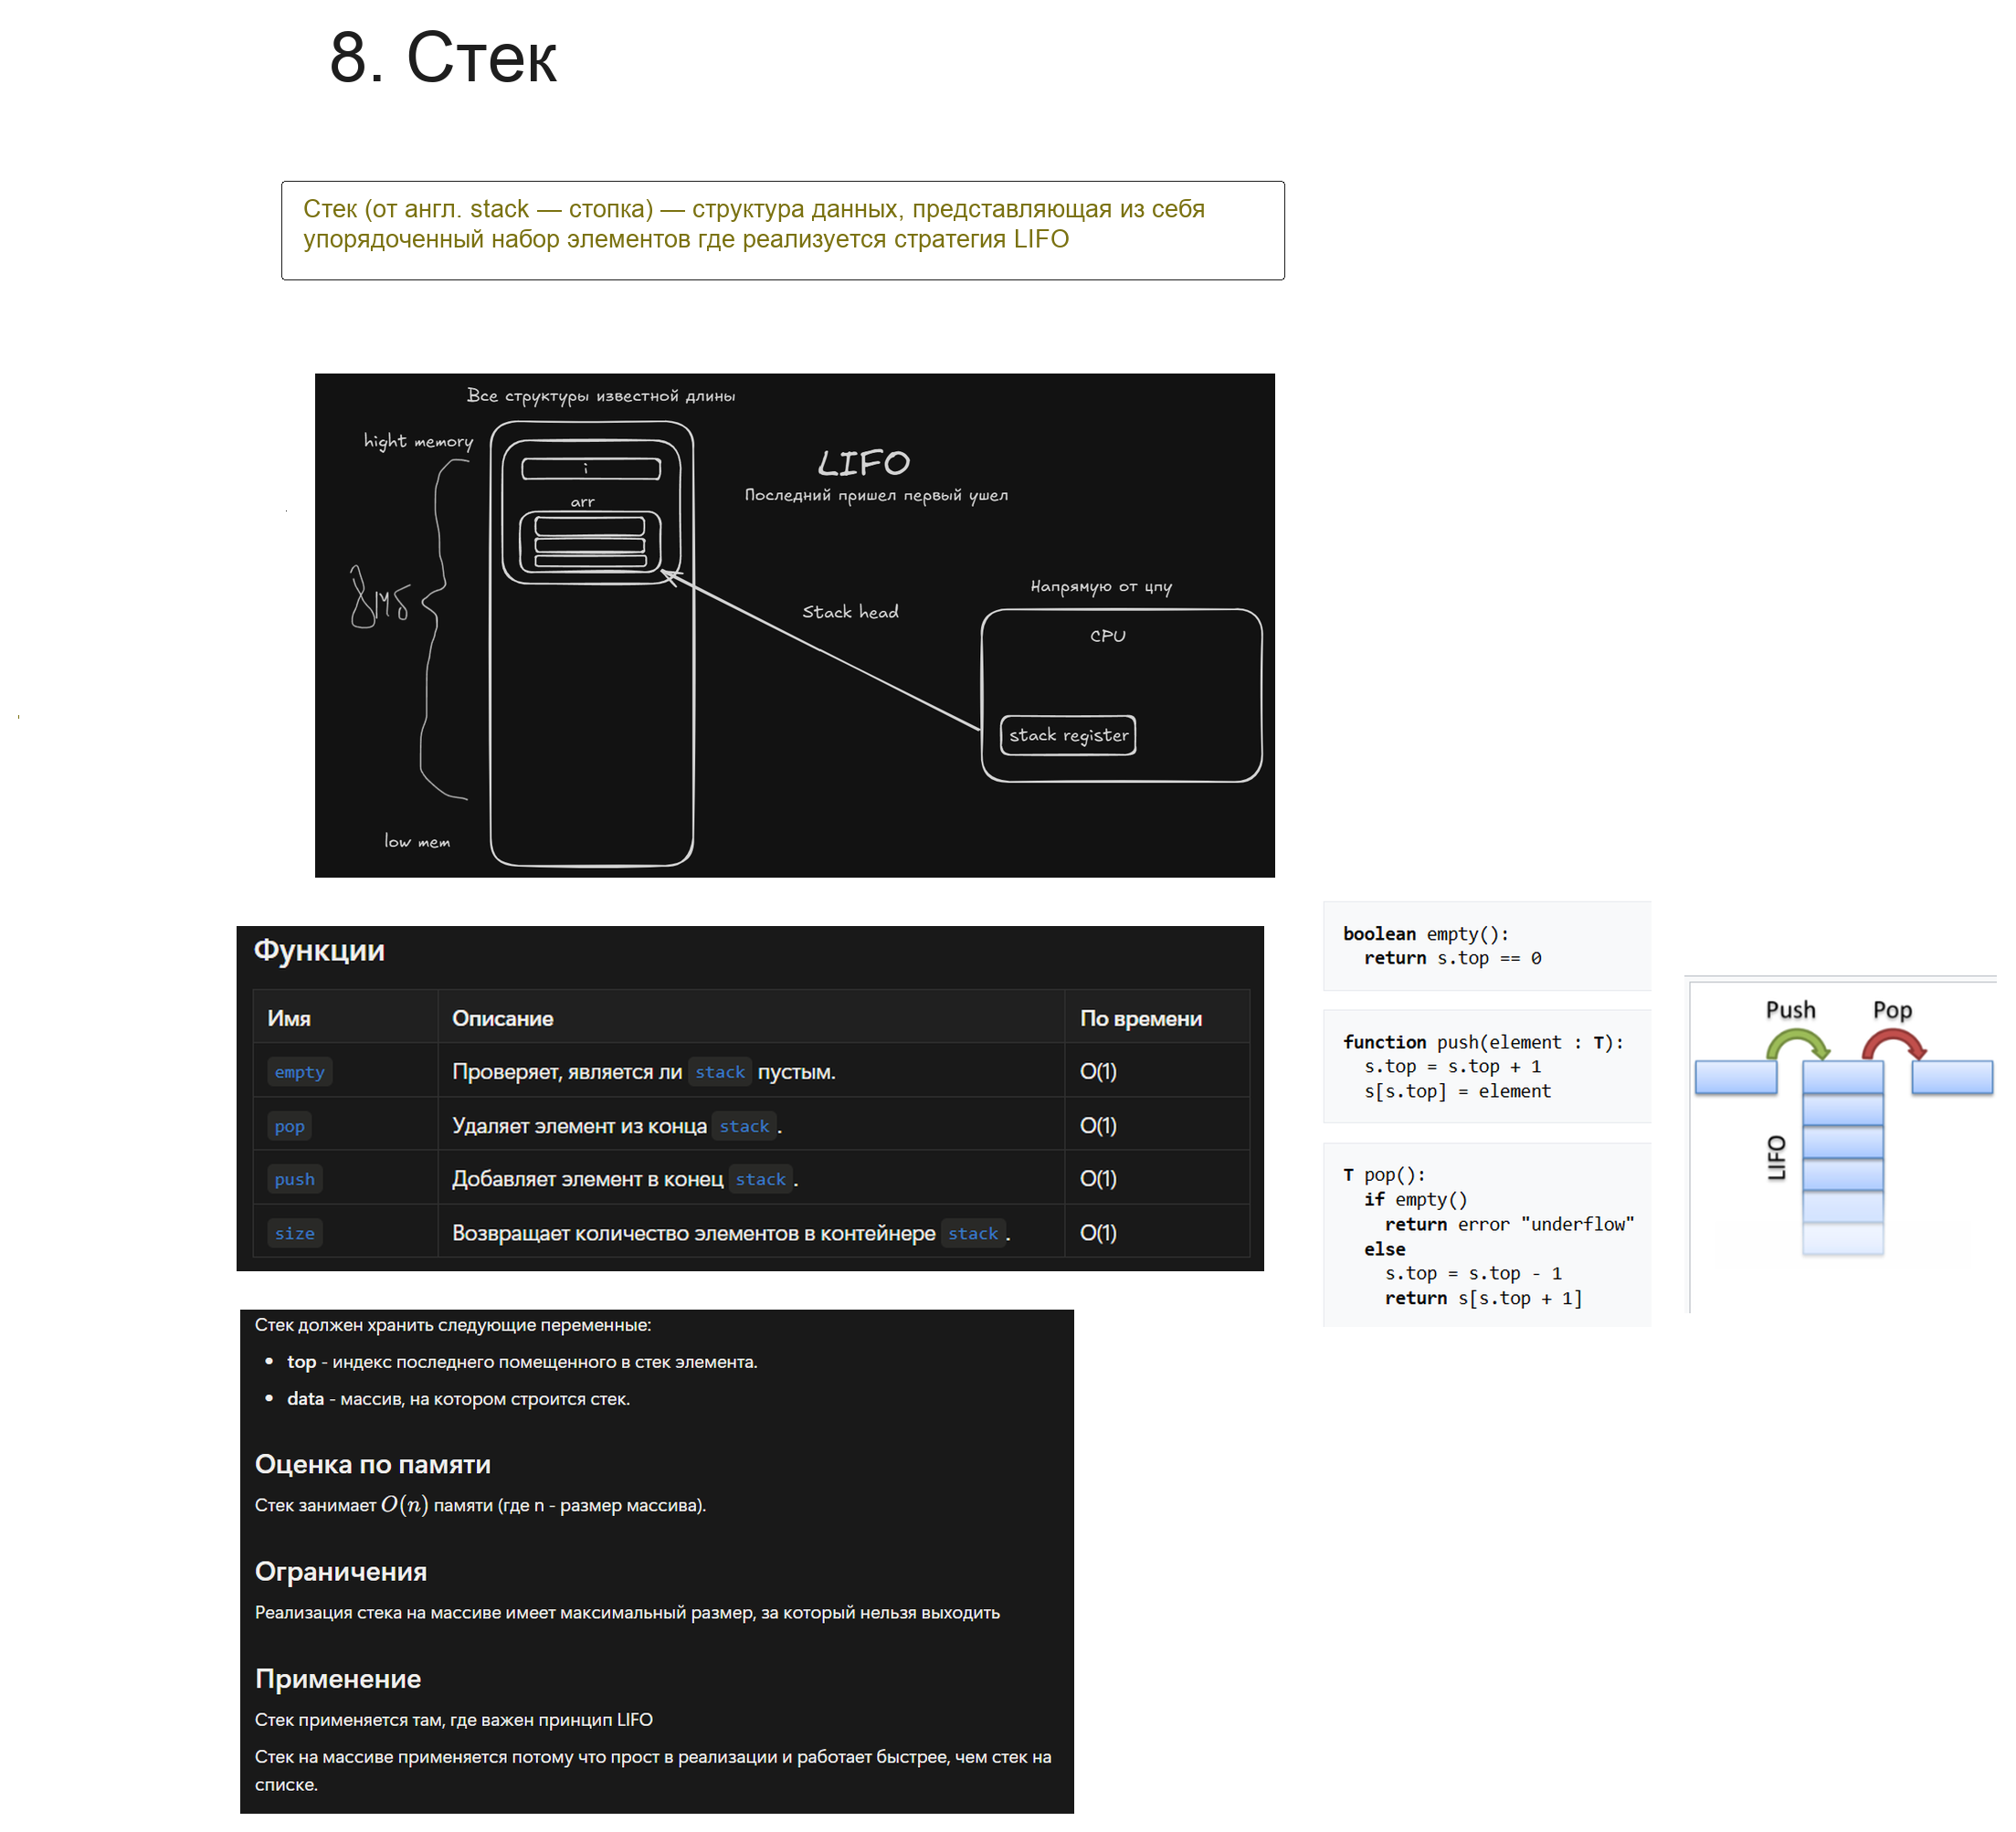 8. Стек
Стек (от англ. stack — стопка) — структура данных, представляющая из себя
упорядоченный набор элементов где реализуется стратегия LIFO
Все структуры известной длины
hight memory
i
arr
LIFO
Последний пришел первый ушел
8мб
Stack head
Напрямую от цпу
CPU
stack register
low mem
Функции
Имя Описание По времени
empty Проверяет, является ли stack пустым. O(1)
pop Удаляет элемент из конца stack. O(1)
push Добавляет элемент в конец stack. O(1)
size Возвращает количество элементов в контейнере stack. O(1)
boolean empty():
return s.top == 0
function push(element : T):
s.top = s.top + 1
s[s.top] = element
T pop():
if empty()
return error "underflow"
else
s.top = s.top - 1
return s[s.top + 1]
Push Pop
LIFO
Стек должен хранить следующие переменные:
• top - индекс последнего помещенного в стек элемента.
• data - массив, на котором строится стек.
Оценка по памяти
Стек занимает O(n) памяти (где n - размер массива).
Ограничения
Реализация стека на массиве имеет максимальный размер, за который нельзя выходить
Применение
Стек применяется там, где важен принцип LIFO
Стек на массиве применяется потому что прост в реализации и работает быстрее, чем стек на
списке.